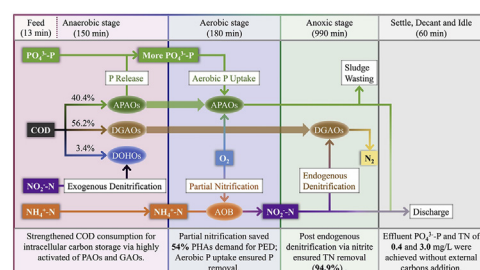 Feed
(13 min)
Anaerobic stage
(150 min)
Aerobic stage
(180 min)
Anoxic stage
(990 min)
Settle, Decant and Idle
(60 min)
PO₄³⁻-P
More PO₄³⁻-P
P Release
Aerobic P Uptake
Sludge
Wasting
40.4%
APAOs
APAOs
COD
56.2%
DGAOs
DGAOs
3.4%
DOHOs
O₂
N₂
NO₂⁻-N
Exogenous Denitrification
Partial Nitrification
Endogenous
Denitrification
NH₄⁺-N
NH₄⁺-N
AOB
NO₂⁻-N
Discharge
Strengthened COD consumption for
intracellular carbon storage via highly
activated of PAOs and GAOs.
Partial nitrification saved
54% PHAs demand for PED;
Aerobic P uptake ensured P
removal.
Post endogenous
denitrification via nitrite
ensured TN removal
(94.9%)
Effluent PO₄³⁻-P and TN of
0.4 and 3.0 mg/L were
achieved without external
carbons addition